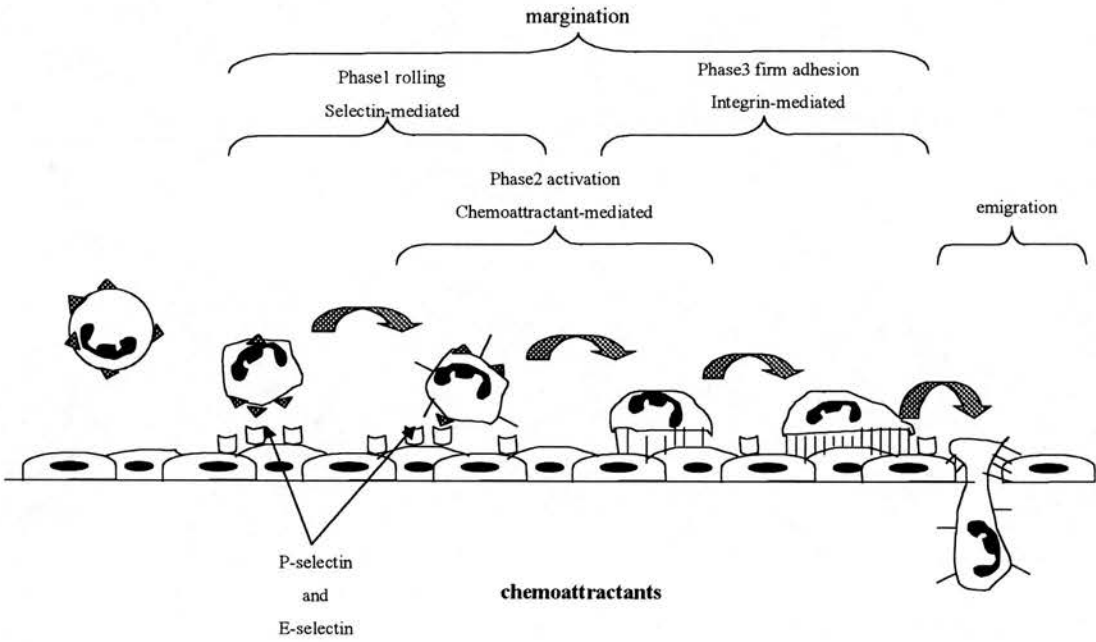 margination
Phase1 rolling
Selectin-mediated
Phase3 firm adhesion
Integrin-mediated
Phase2 activation
Chemoattractant-mediated
emigration
P-selectin
and
E-selectin
chemoattractants